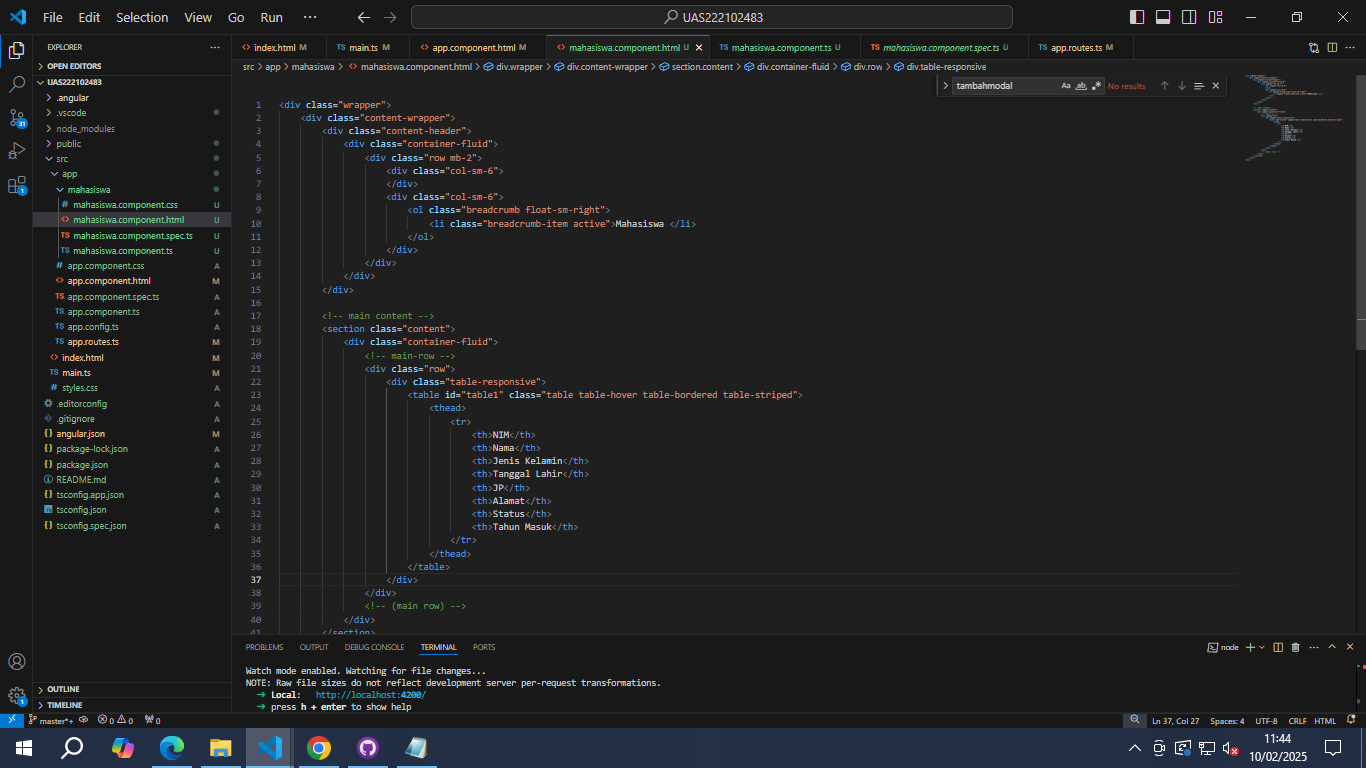 File Edit Selection View Go Run ··· UAS222102483
EXPLORER ···
OPEN EDITORS
UAS222102483
.angular
.vscode
node_modules
public
src
app
mahasiswa
mahasiswa.component.css U
mahasiswa.component.html U
mahasiswa.component.spec.ts U
mahasiswa.component.ts U
app.component.css A
app.component.html M
app.component.spec.ts A
app.component.ts A
app.config.ts A
app.routes.ts M
index.html M
main.ts M
styles.css A
.editorconfig A
.gitignore A
angular.json M
package-lock.json A
package.json A
README.md A
tsconfig.app.json A
tsconfig.json A
tsconfig.spec.json A
OUTLINE
TIMELINE
index.html M main.ts M app.component.html M mahasiswa.component.html U mahasiswa.component.ts U mahasiswa.component.spec.ts U app.routes.ts M
src > app > mahasiswa > mahasiswa.component.html > div.wrapper > div.content-wrapper > section.content > div.container-fluid > div.row > div.table-responsive
tambahmodal Aa ab .* No results
1 <div class="wrapper">
2 <div class="content-wrapper">
3 <div class="content-header">
4 <div class="container-fluid">
5 <div class="row mb-2">
6 <div class="col-sm-6">
7 </div>
8 <div class="col-sm-6">
9 <ol class="breadcrumb float-sm-right">
10 <li class="breadcrumb-item active">Mahasiswa </li>
11 </ol>
12 </div>
13 </div>
14 </div>
15 </div>
16
17 <!-- main content -->
18 <section class="content">
19 <div class="container-fluid">
20 <!-- main-row -->
21 <div class="row">
22 <div class="table-responsive">
23 <table id="table1" class="table table-hover table-bordered table-striped">
24 <thead>
25 <tr>
26 <th>NIM</th>
27 <th>Nama</th>
28 <th>Jenis Kelamin</th>
29 <th>Tanggal Lahir</th>
30 <th>JP</th>
31 <th>Alamat</th>
32 <th>Status</th>
33 <th>Tahun Masuk</th>
34 </tr>
35 </thead>
36 </table>
37 </div>
38 </div>
39 <!-- (main row) -->
40 </div>
41 </section>
PROBLEMS OUTPUT DEBUG CONSOLE TERMINAL PORTS node
Watch mode enabled. Watching for file changes...
NOTE: Raw file sizes do not reflect development server per-request transformations.
➜ Local: http://localhost:4200/
➜ press h + enter to show help
master*+ 0 0 0 Ln 37, Col 27 Spaces: 4 UTF-8 CRLF HTML
31
1
1
11:44
10/02/2025